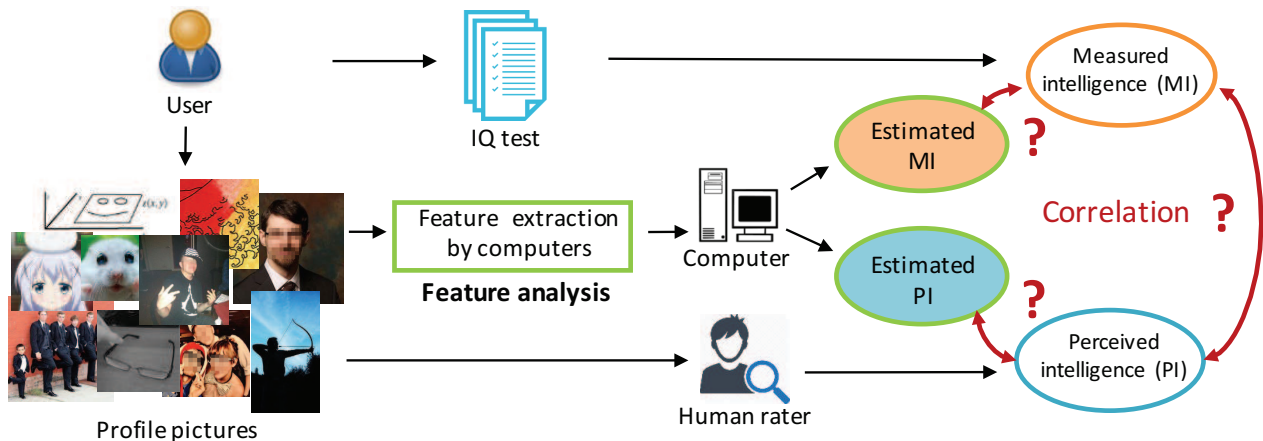 User
IQ test
Measured
intelligence (MI)
Estimated
MI
?
Feature extraction
by computers
Feature analysis
Computer
Correlation ?
Estimated
PI
?
Perceived
intelligence (PI)
Human rater
Profile pictures